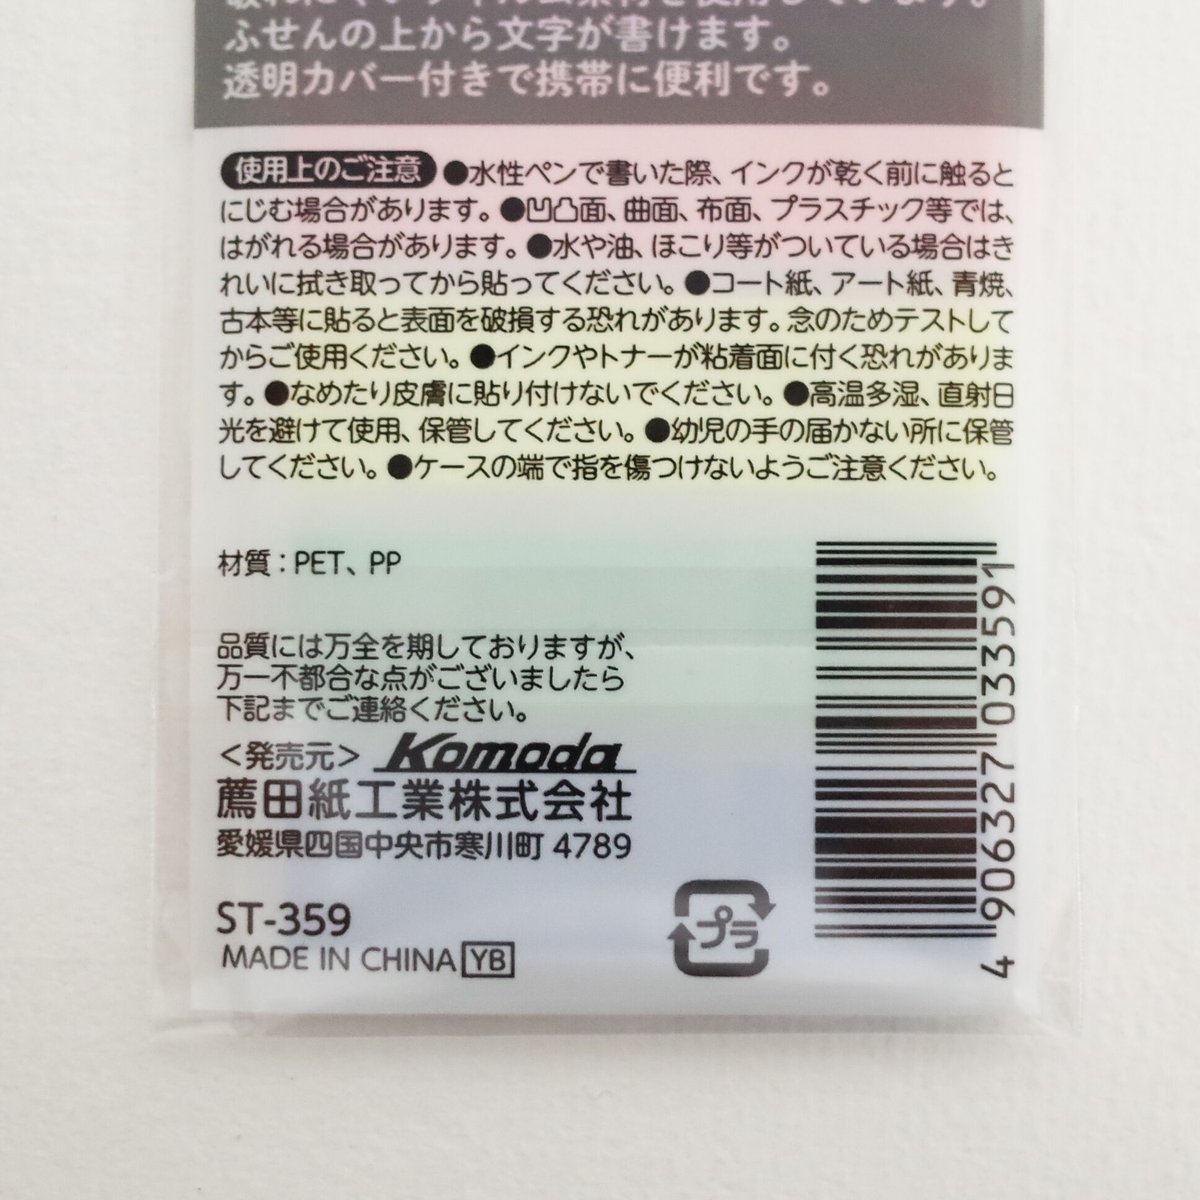 ふせんの上から文字が書けます。
透明カバー付きで携帯に便利です。
使用上のご注意 ●水性ペンで書いた際、インクが乾く前に触ると
にじむ場合があります。●凹凸面、曲面、布面、プラスチック等では、
はがれる場合があります。●水や油、ほこり等がついている場合はき
れいに拭き取ってから貼ってください。●コート紙、アート紙、青焼、
古本等に貼ると表面を破損する恐れがあります。念のためテストして
からご使用ください。●インクやトナーが粘着面に付く恐れがありま
す。●なめたり皮膚に貼り付けないでください。●高温多湿、直射日
光を避けて使用、保管してください。●幼児の手の届かない所に保管
してください。●ケースの端で指を傷つけないようご注意ください。
材質：PET、PP
品質には万全を期しておりますが、
万一不都合な点がございましたら
下記までご連絡ください。
＜発売元＞ Komoda
薦田紙工業株式会社
愛媛県四国中央市寒川町 4789
ST-359
MADE IN CHINA YB
プラ
4 906327 033591